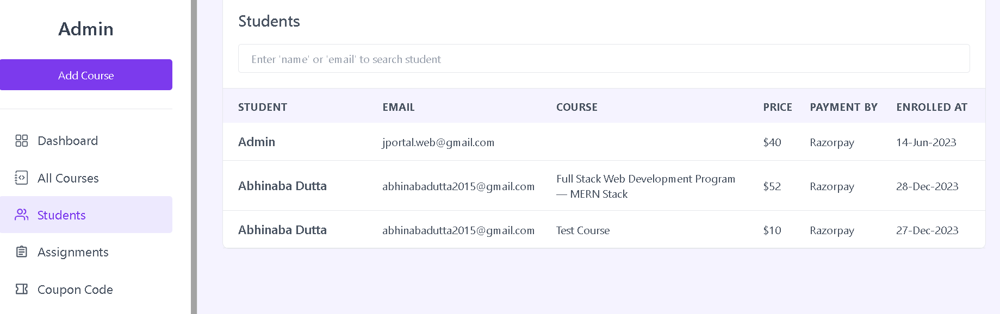 Admin
Add Course
Dashboard
All Courses
Students
Assignments
Coupon Code
Students
Enter 'name' or 'email' to search student
STUDENT EMAIL COURSE PRICE PAYMENT BY ENROLLED AT
Admin jportal.web@gmail.com $40 Razorpay 14-Jun-2023
Abhinaba Dutta abhinabadutta2015@gmail.com Full Stack Web Development Program
— MERN Stack $52 Razorpay 28-Dec-2023
Abhinaba Dutta abhinabadutta2015@gmail.com Test Course $10 Razorpay 27-Dec-2023